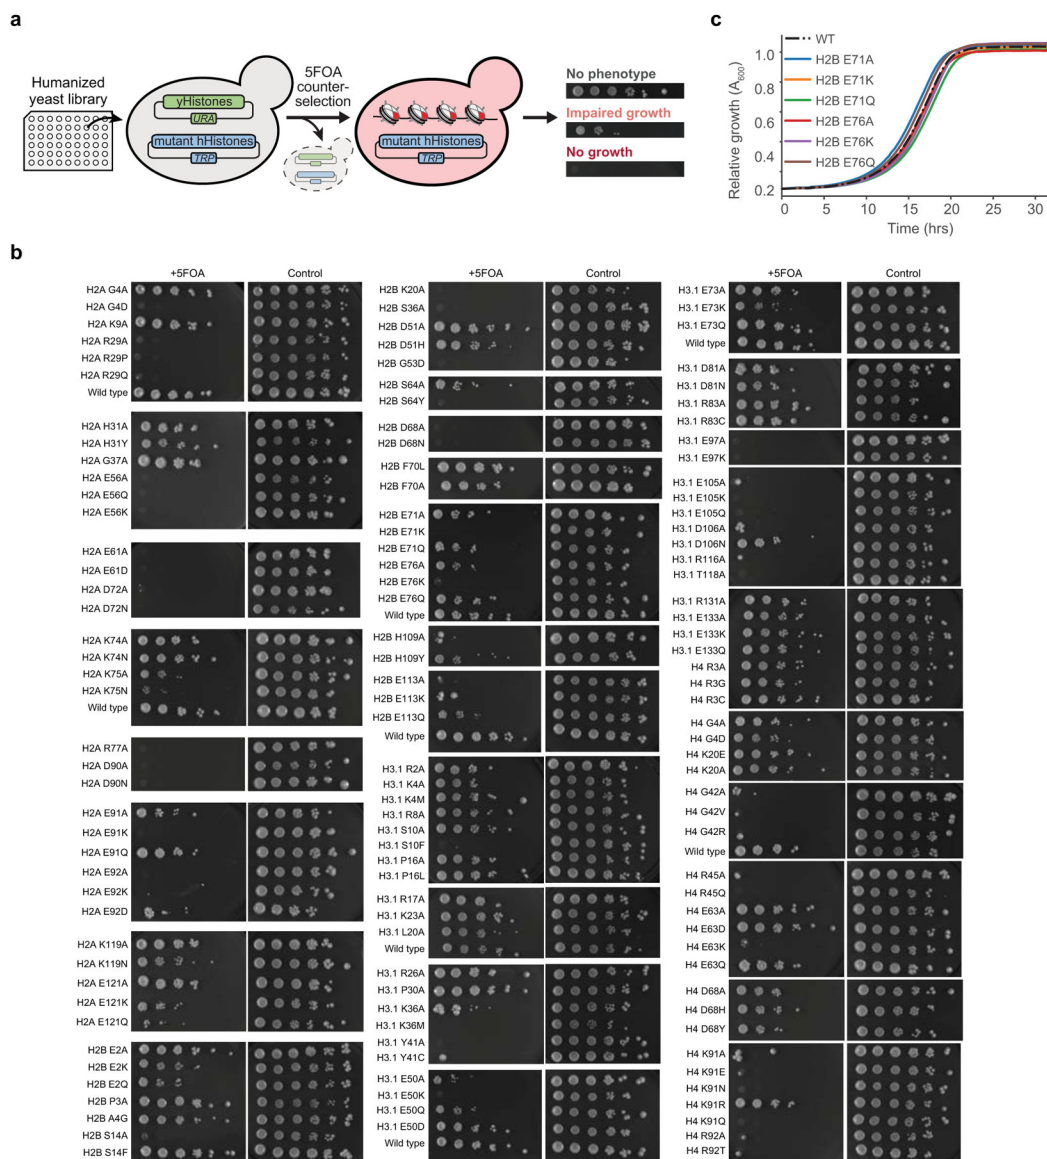 a
Humanized
yeast library
yHistones
URA
mutant hHistones
TRP
5FOA
counter-
selection
mutant hHistones
TRP
No phenotype
Impaired growth
No growth
c
Relative growth (A600)
1.0
0.8
0.6
0.4
0.2
WT
H2B E71A
H2B E71K
H2B E71Q
H2B E76A
H2B E76K
H2B E76Q
0 5 10 15 20 25 30
Time (hrs)
b
+5FOA Control
H2A G4A
H2A G4D
H2A K9A
H2A R29A
H2A R29P
H2A R29Q
Wild type
H2A H31A
H2A H31Y
H2A G37A
H2A E56A
H2A E56Q
H2A E56K
H2A E61A
H2A E61D
H2A D72A
H2A D72N
H2A K74A
H2A K74N
H2A K75A
H2A K75N
Wild type
H2A R77A
H2A D90A
H2A D90N
H2A E91A
H2A E91K
H2A E91Q
H2A E92A
H2A E92K
H2A E92D
H2A K119A
H2A K119N
H2A E121A
H2A E121K
H2A E121Q
H2B E2A
H2B E2K
H2B E2Q
H2B P3A
H2B A4G
H2B S14A
H2B S14F
+5FOA Control
H2B K20A
H2B S36A
H2B D51A
H2B D51H
H2B G53D
H2B S64A
H2B S64Y
H2B D68A
H2B D68N
H2B F70L
H2B F70A
H2B E71A
H2B E71K
H2B E71Q
H2B E76A
H2B E76K
H2B E76Q
Wild type
H2B H109A
H2B H109Y
H2B E113A
H2B E113K
H2B E113Q
Wild type
H3.1 R2A
H3.1 K4A
H3.1 K4M
H3.1 R8A
H3.1 S10A
H3.1 S10F
H3.1 P16A
H3.1 P16L
H3.1 R17A
H3.1 K23A
H3.1 L20A
Wild type
H3.1 R26A
H3.1 P30A
H3.1 K36A
H3.1 K36M
H3.1 Y41A
H3.1 Y41C
H3.1 E50A
H3.1 E50K
H3.1 E50Q
H3.1 E50D
Wild type
+5FOA Control
H3.1 E73A
H3.1 E73K
H3.1 E73Q
Wild type
H3.1 D81A
H3.1 D81N
H3.1 R83A
H3.1 R83C
H3.1 E97A
H3.1 E97K
H3.1 E105A
H3.1 E105K
H3.1 E105Q
H3.1 D106A
H3.1 D106N
H3.1 R116A
H3.1 T118A
H3.1 R131A
H3.1 E133A
H3.1 E133K
H3.1 E133Q
H4 R3A
H4 R3G
H4 R3C
H4 G4A
H4 G4D
H4 K20E
H4 K20A
H4 G42A
H4 G42V
H4 G42R
Wild type
H4 R45A
H4 R45Q
H4 E63A
H4 E63D
H4 E63K
H4 E63Q
H4 D68A
H4 D68H
H4 D68Y
H4 K91A
H4 K91E
H4 K91N
H4 K91R
H4 K91Q
H4 R92A
H4 R92T